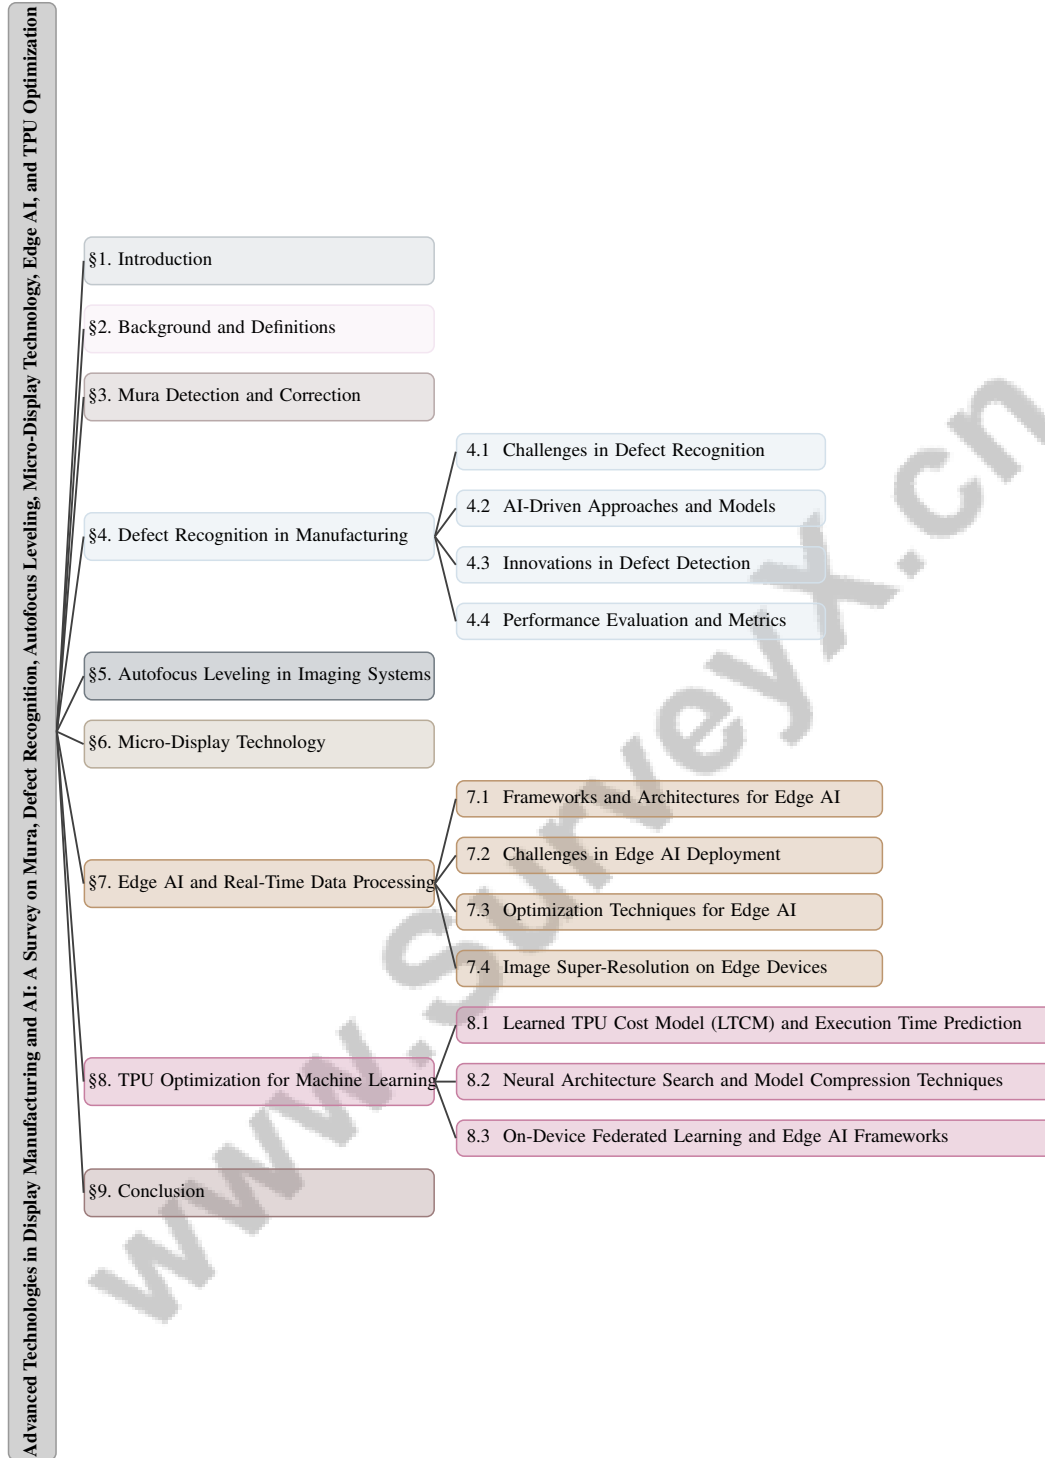 Advanced Technologies in Display Manufacturing and AI: A Survey on Mura, Defect Recognition, Autofocus Leveling, Micro-Display Technology, Edge AI, and TPU Optimization
§1. Introduction
§2. Background and Definitions
§3. Mura Detection and Correction
§4. Defect Recognition in Manufacturing
4.1 Challenges in Defect Recognition
4.2 AI-Driven Approaches and Models
4.3 Innovations in Defect Detection
4.4 Performance Evaluation and Metrics
§5. Autofocus Leveling in Imaging Systems
§6. Micro-Display Technology
§7. Edge AI and Real-Time Data Processing
7.1 Frameworks and Architectures for Edge AI
7.2 Challenges in Edge AI Deployment
7.3 Optimization Techniques for Edge AI
7.4 Image Super-Resolution on Edge Devices
§8. TPU Optimization for Machine Learning
8.1 Learned TPU Cost Model (LTCM) and Execution Time Prediction
8.2 Neural Architecture Search and Model Compression Techniques
8.3 On-Device Federated Learning and Edge AI Frameworks
§9. Conclusion
www.surveyx.cn